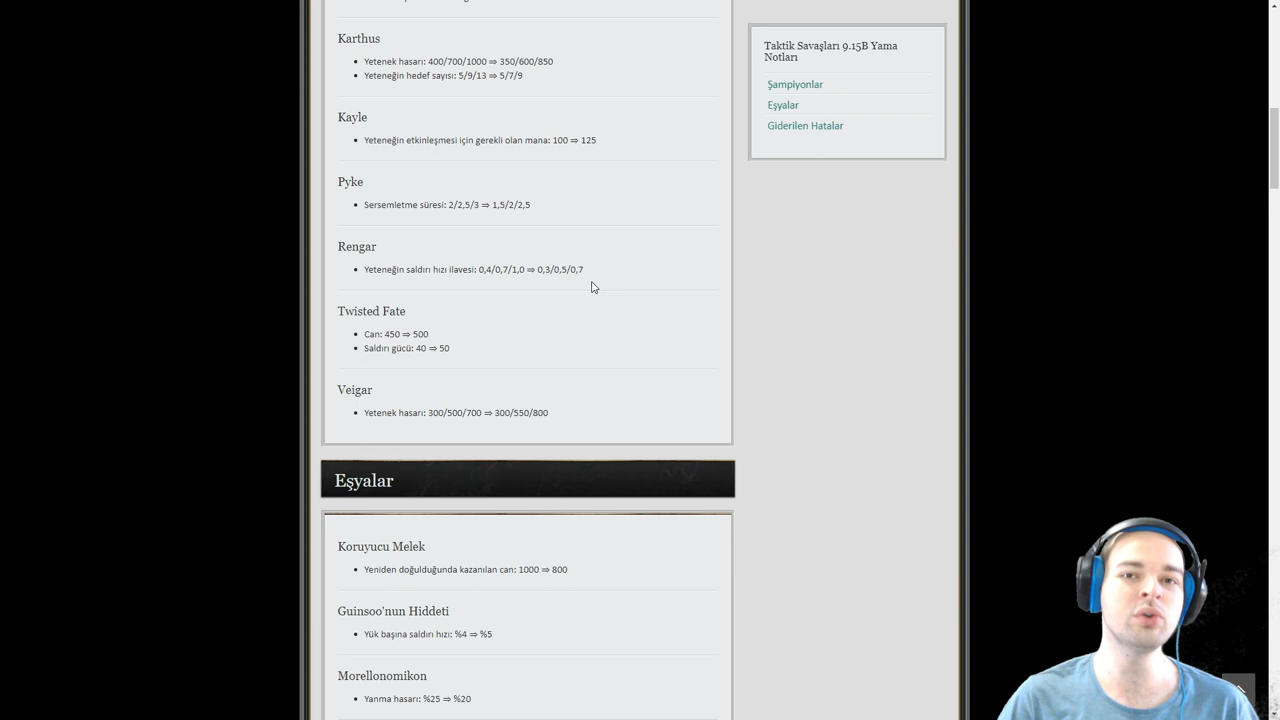 Karthus
Yetenek hasarı: 400/700/1000 ⇒ 350/600/850
Yeteneğin hedef sayısı: 5/9/13 ⇒ 5/7/9
Kayle
Yeteneğin etkinleşmesi için gerekli olan mana: 100 ⇒ 125
Pyke
Sersemletme süresi: 2/2,5/3 ⇒ 1,5/2/2,5
Rengar
Yeteneğin saldırı hızı ilavesi: 0,4/0,7/1,0 ⇒ 0,3/0,5/0,7
Twisted Fate
Can: 450 ⇒ 500
Saldırı gücü: 40 ⇒ 50
Veigar
Yetenek hasarı: 300/500/700 ⇒ 300/550/800
Eşyalar
Koruyucu Melek
Yeniden doğulduğunda kazanılan can: 1000 ⇒ 800
Guinsoo'nun Hiddeti
Yük başına saldırı hızı: %4 ⇒ %5
Morellonomikon
Yanma hasarı: %25 ⇒ %20
Taktik Savaşları 9.15B Yama
Notları
Şampiyonlar
Eşyalar
Giderilen Hatalar